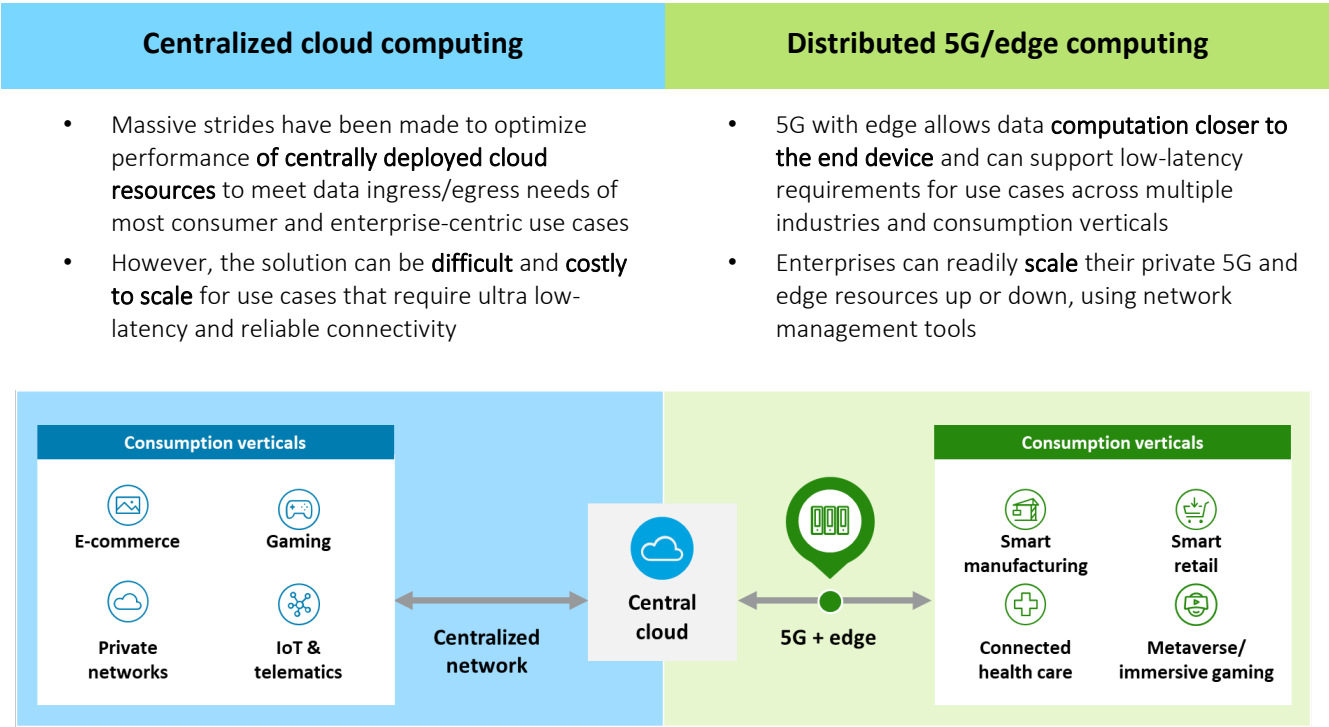 Centralized cloud computing
Distributed 5G/edge computing
• Massive strides have been made to optimize
performance of centrally deployed cloud
resources to meet data ingress/egress needs of
most consumer and enterprise-centric use cases
• However, the solution can be difficult and costly
to scale for use cases that require ultra low-
latency and reliable connectivity
• 5G with edge allows data computation closer to
the end device and can support low-latency
requirements for use cases across multiple
industries and consumption verticals
• Enterprises can readily scale their private 5G and
edge resources up or down, using network
management tools
Consumption verticals
E-commerce
Gaming
Private
networks
IoT &
telematics
Centralized
network
Central
cloud
5G + edge
Consumption verticals
Smart
manufacturing
Smart
retail
Connected
health care
Metaverse/
immersive gaming